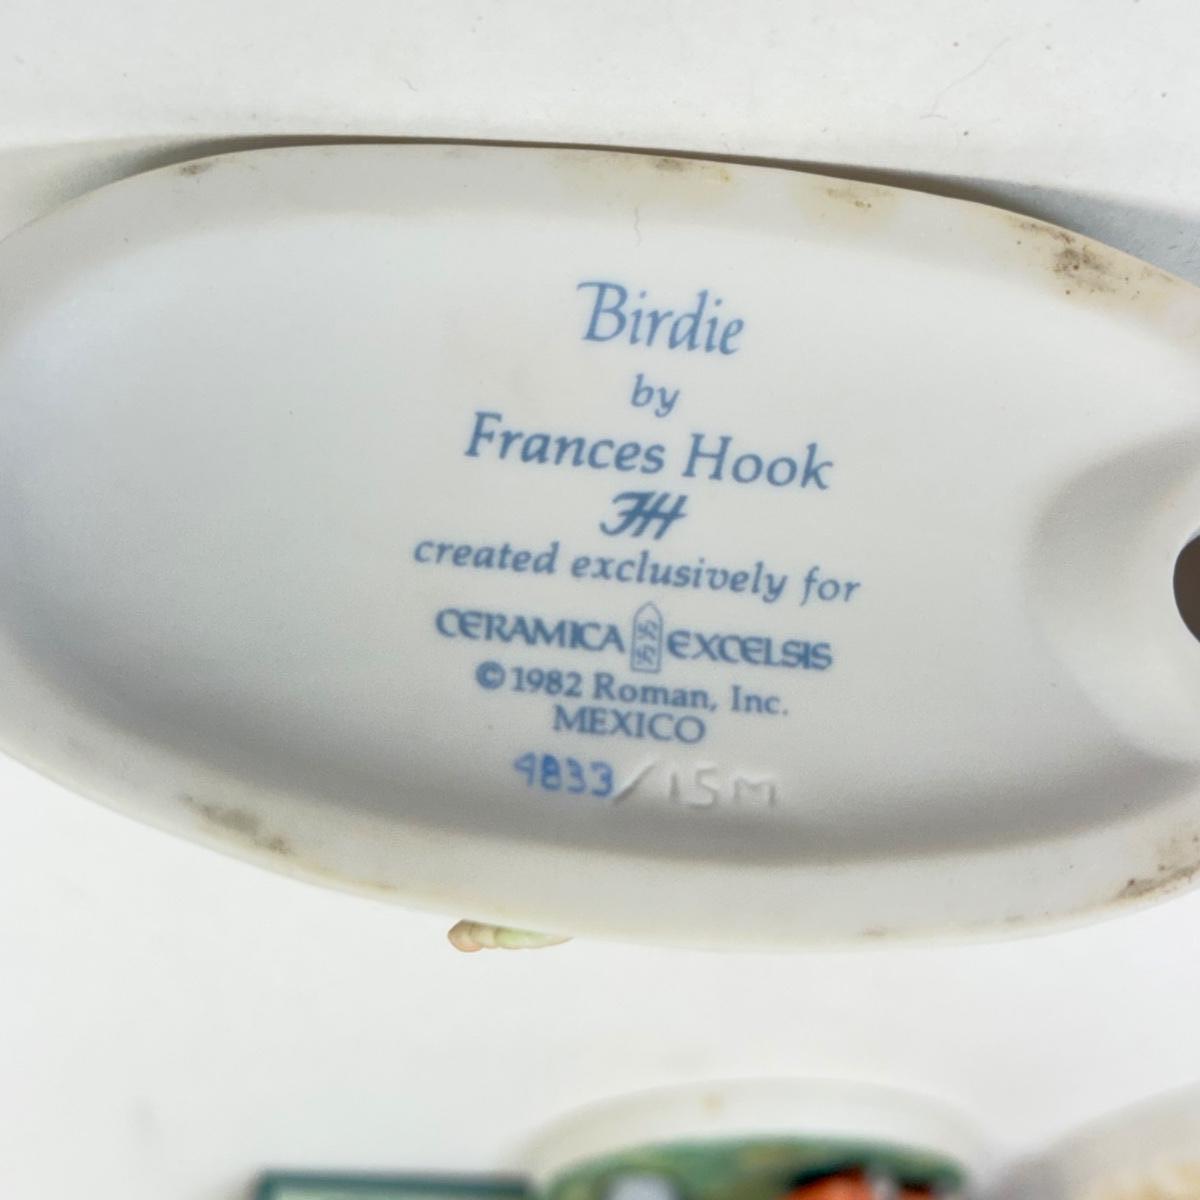 Birdie
by
Frances Hook
FH
created exclusively for
CERAMICA EXCELSIS
© 1982 Roman, Inc.
MEXICO
4833/15M